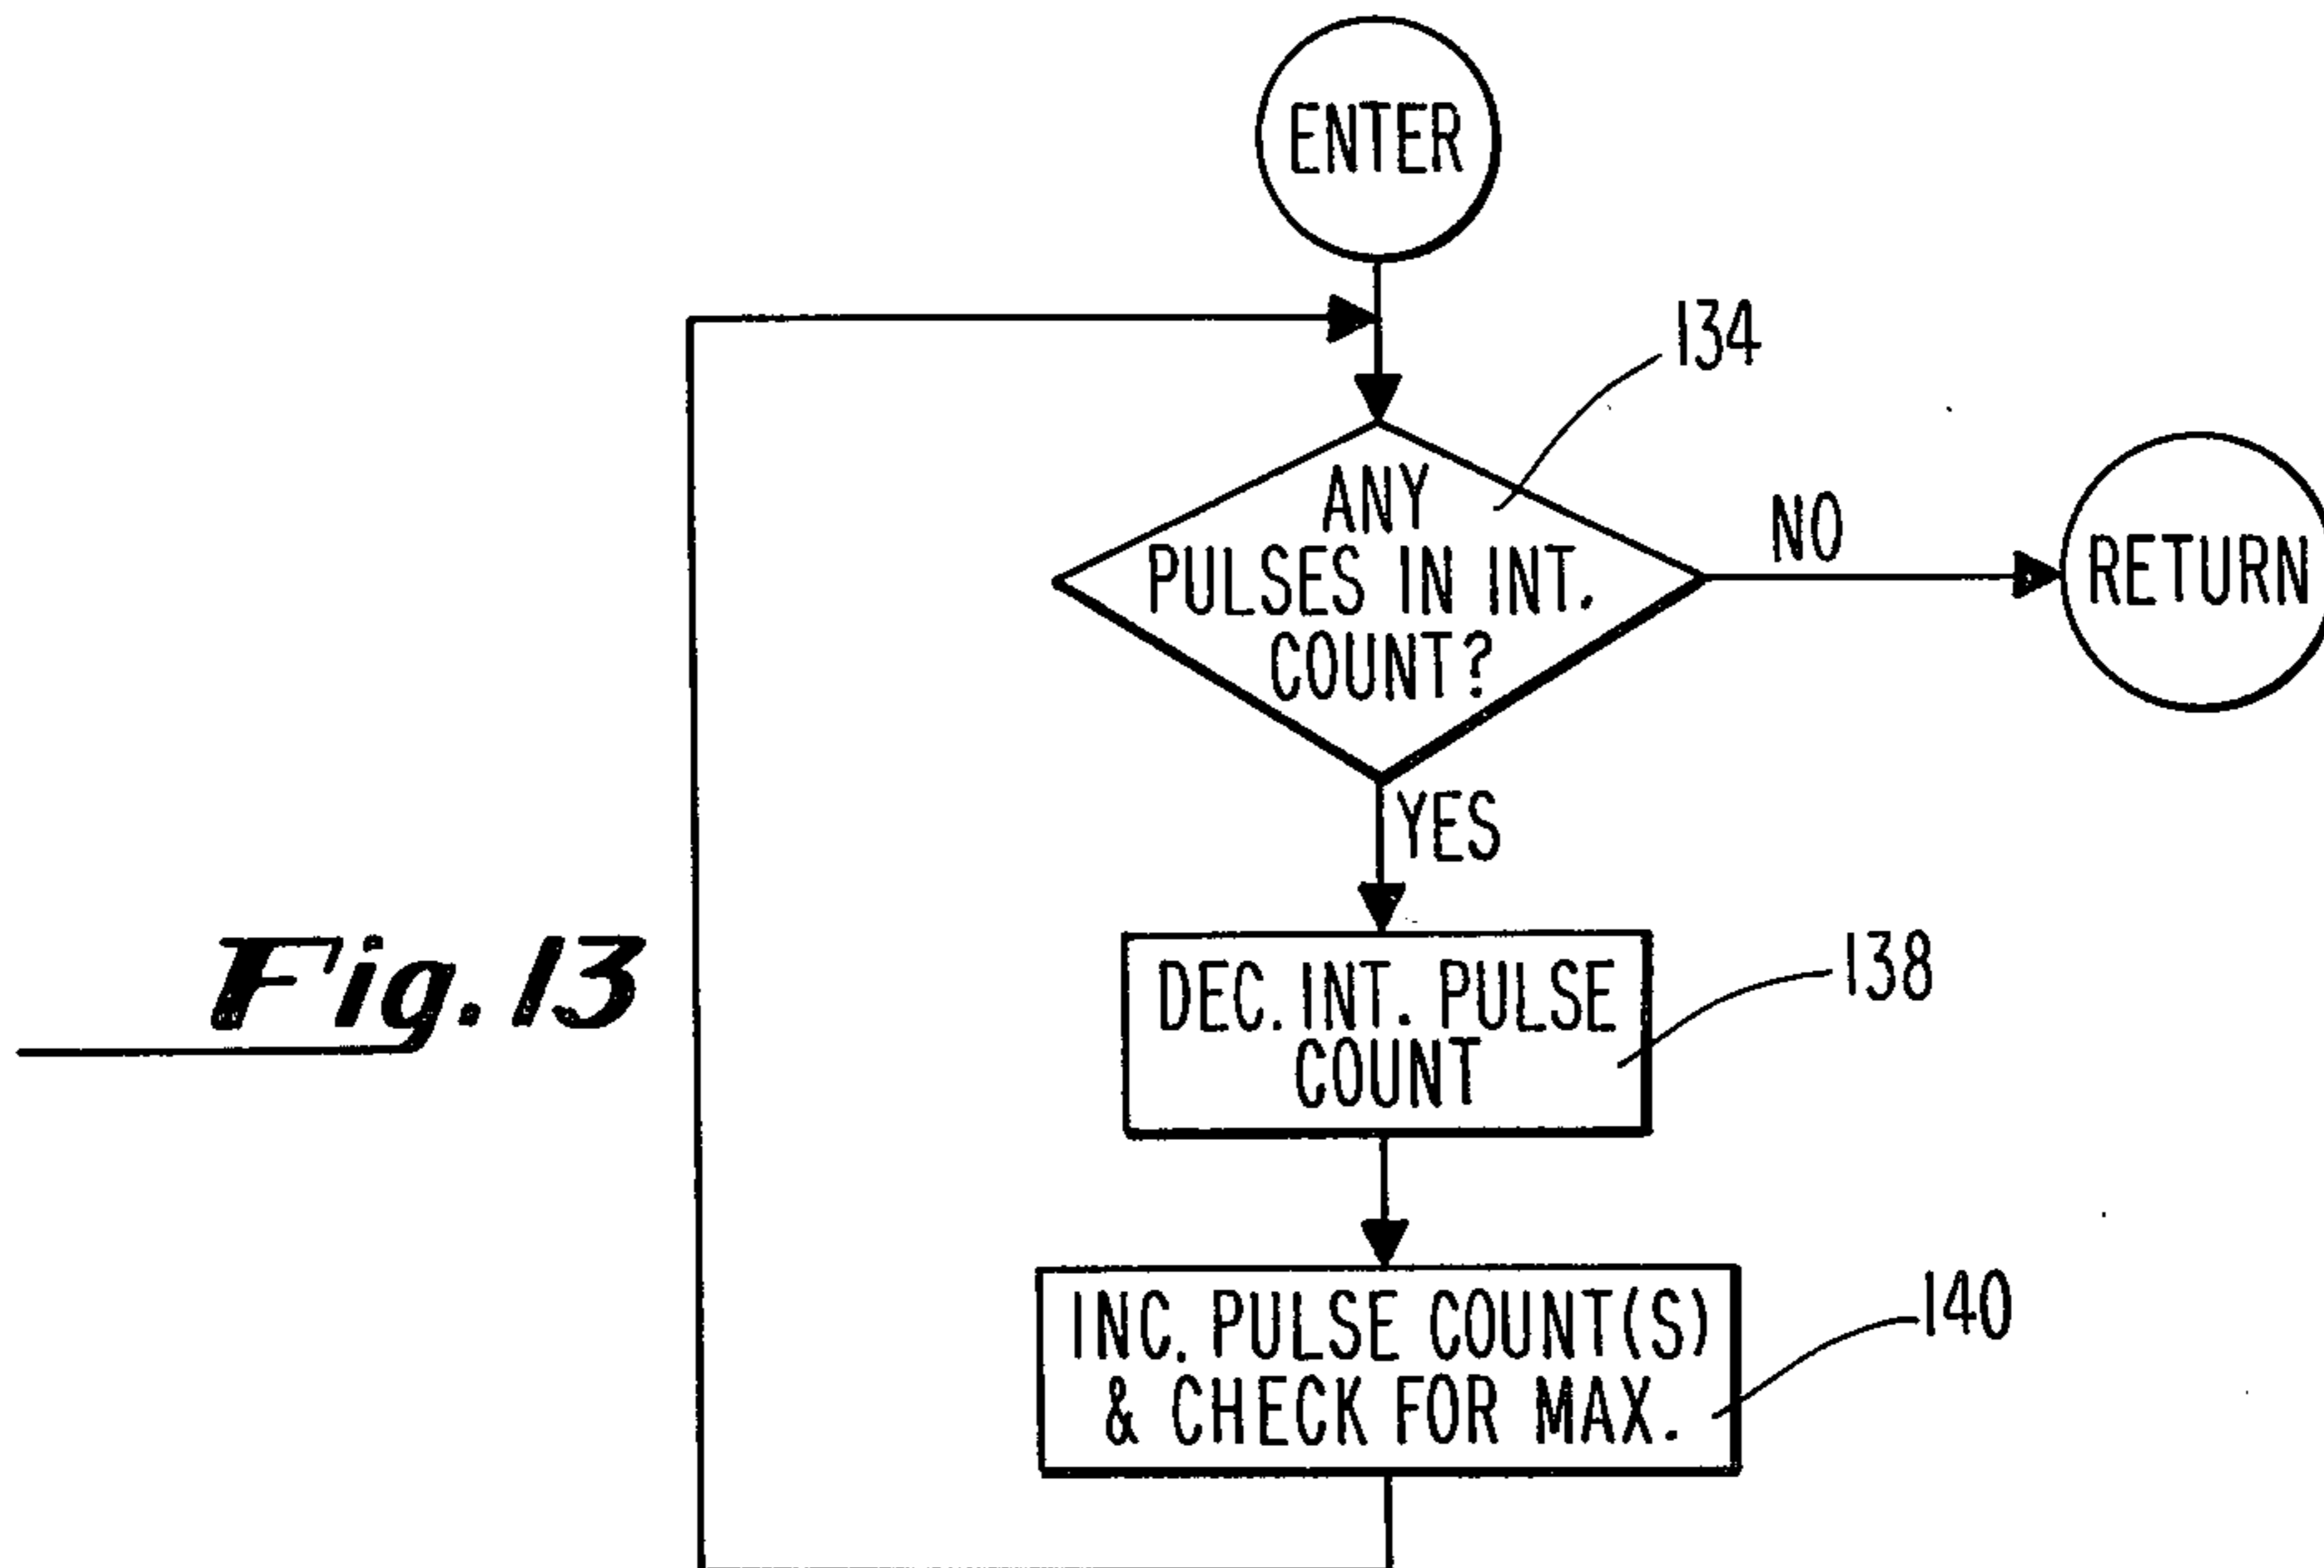 ENTER
134
ANY
PULSES IN INT.
COUNT?
NO
RETURN
YES
Fig. 13
DEC. INT. PULSE
COUNT
138
INC. PULSE COUNT(S)
& CHECK FOR MAX.
140